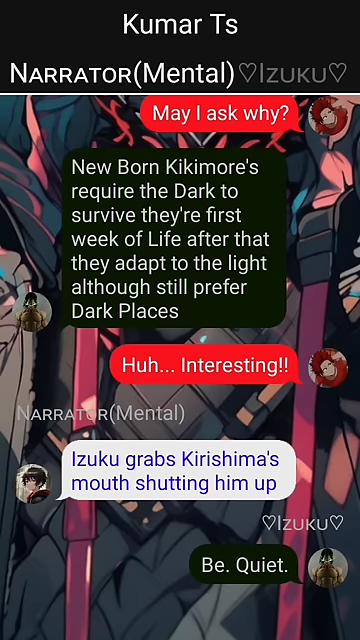 Kumar Ts
Narrator(Mental)♡Izuku♡
May I ask why?
New Born Kikimore's
require the Dark to
survive they're first
week of Life after that
they adapt to the light
although still prefer
Dark Places
Huh... Interesting!!
Narrator(Mental)
Izuku grabs Kirishima's
mouth shutting him up
♡Izuku♡
Be. Quiet.